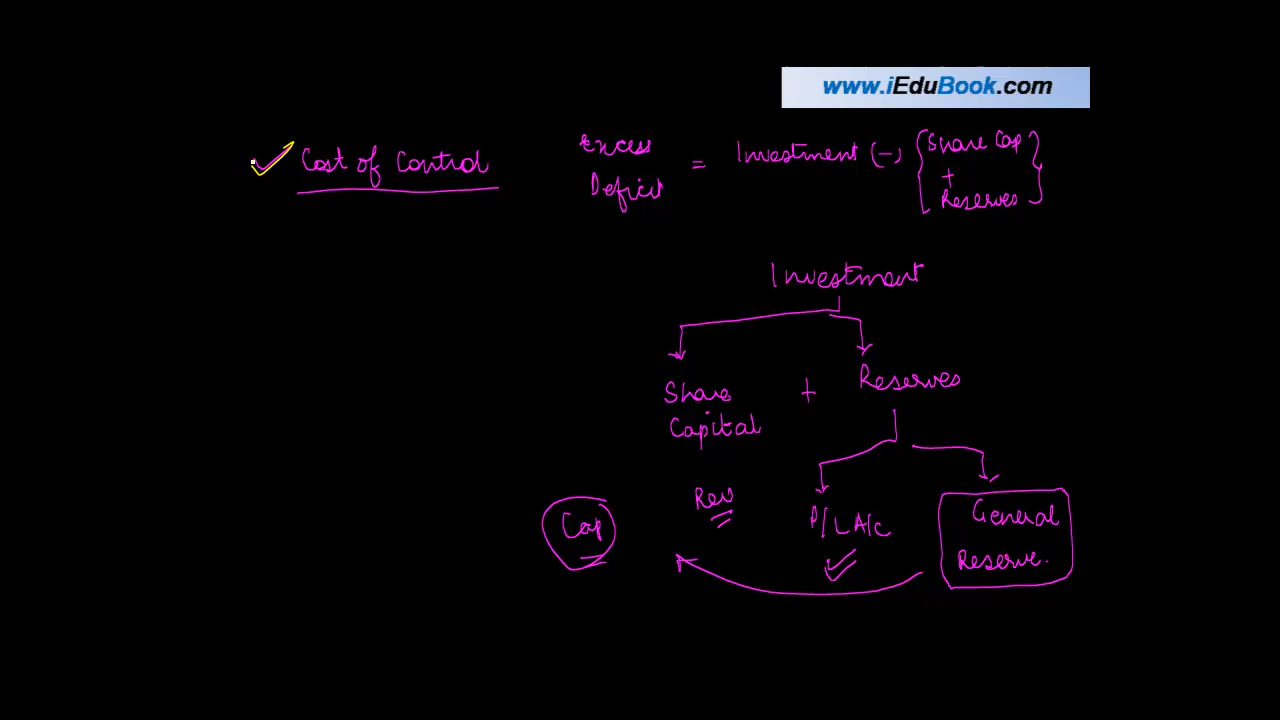 www.iEduBook.com
Cost of Control
Excess
Deficit
= Investment (-) { Share Cap
+
Reserves }
Investment
Share
Capital
+
Reserves
Cap
Rev
P/L A/c
General
Reserve.